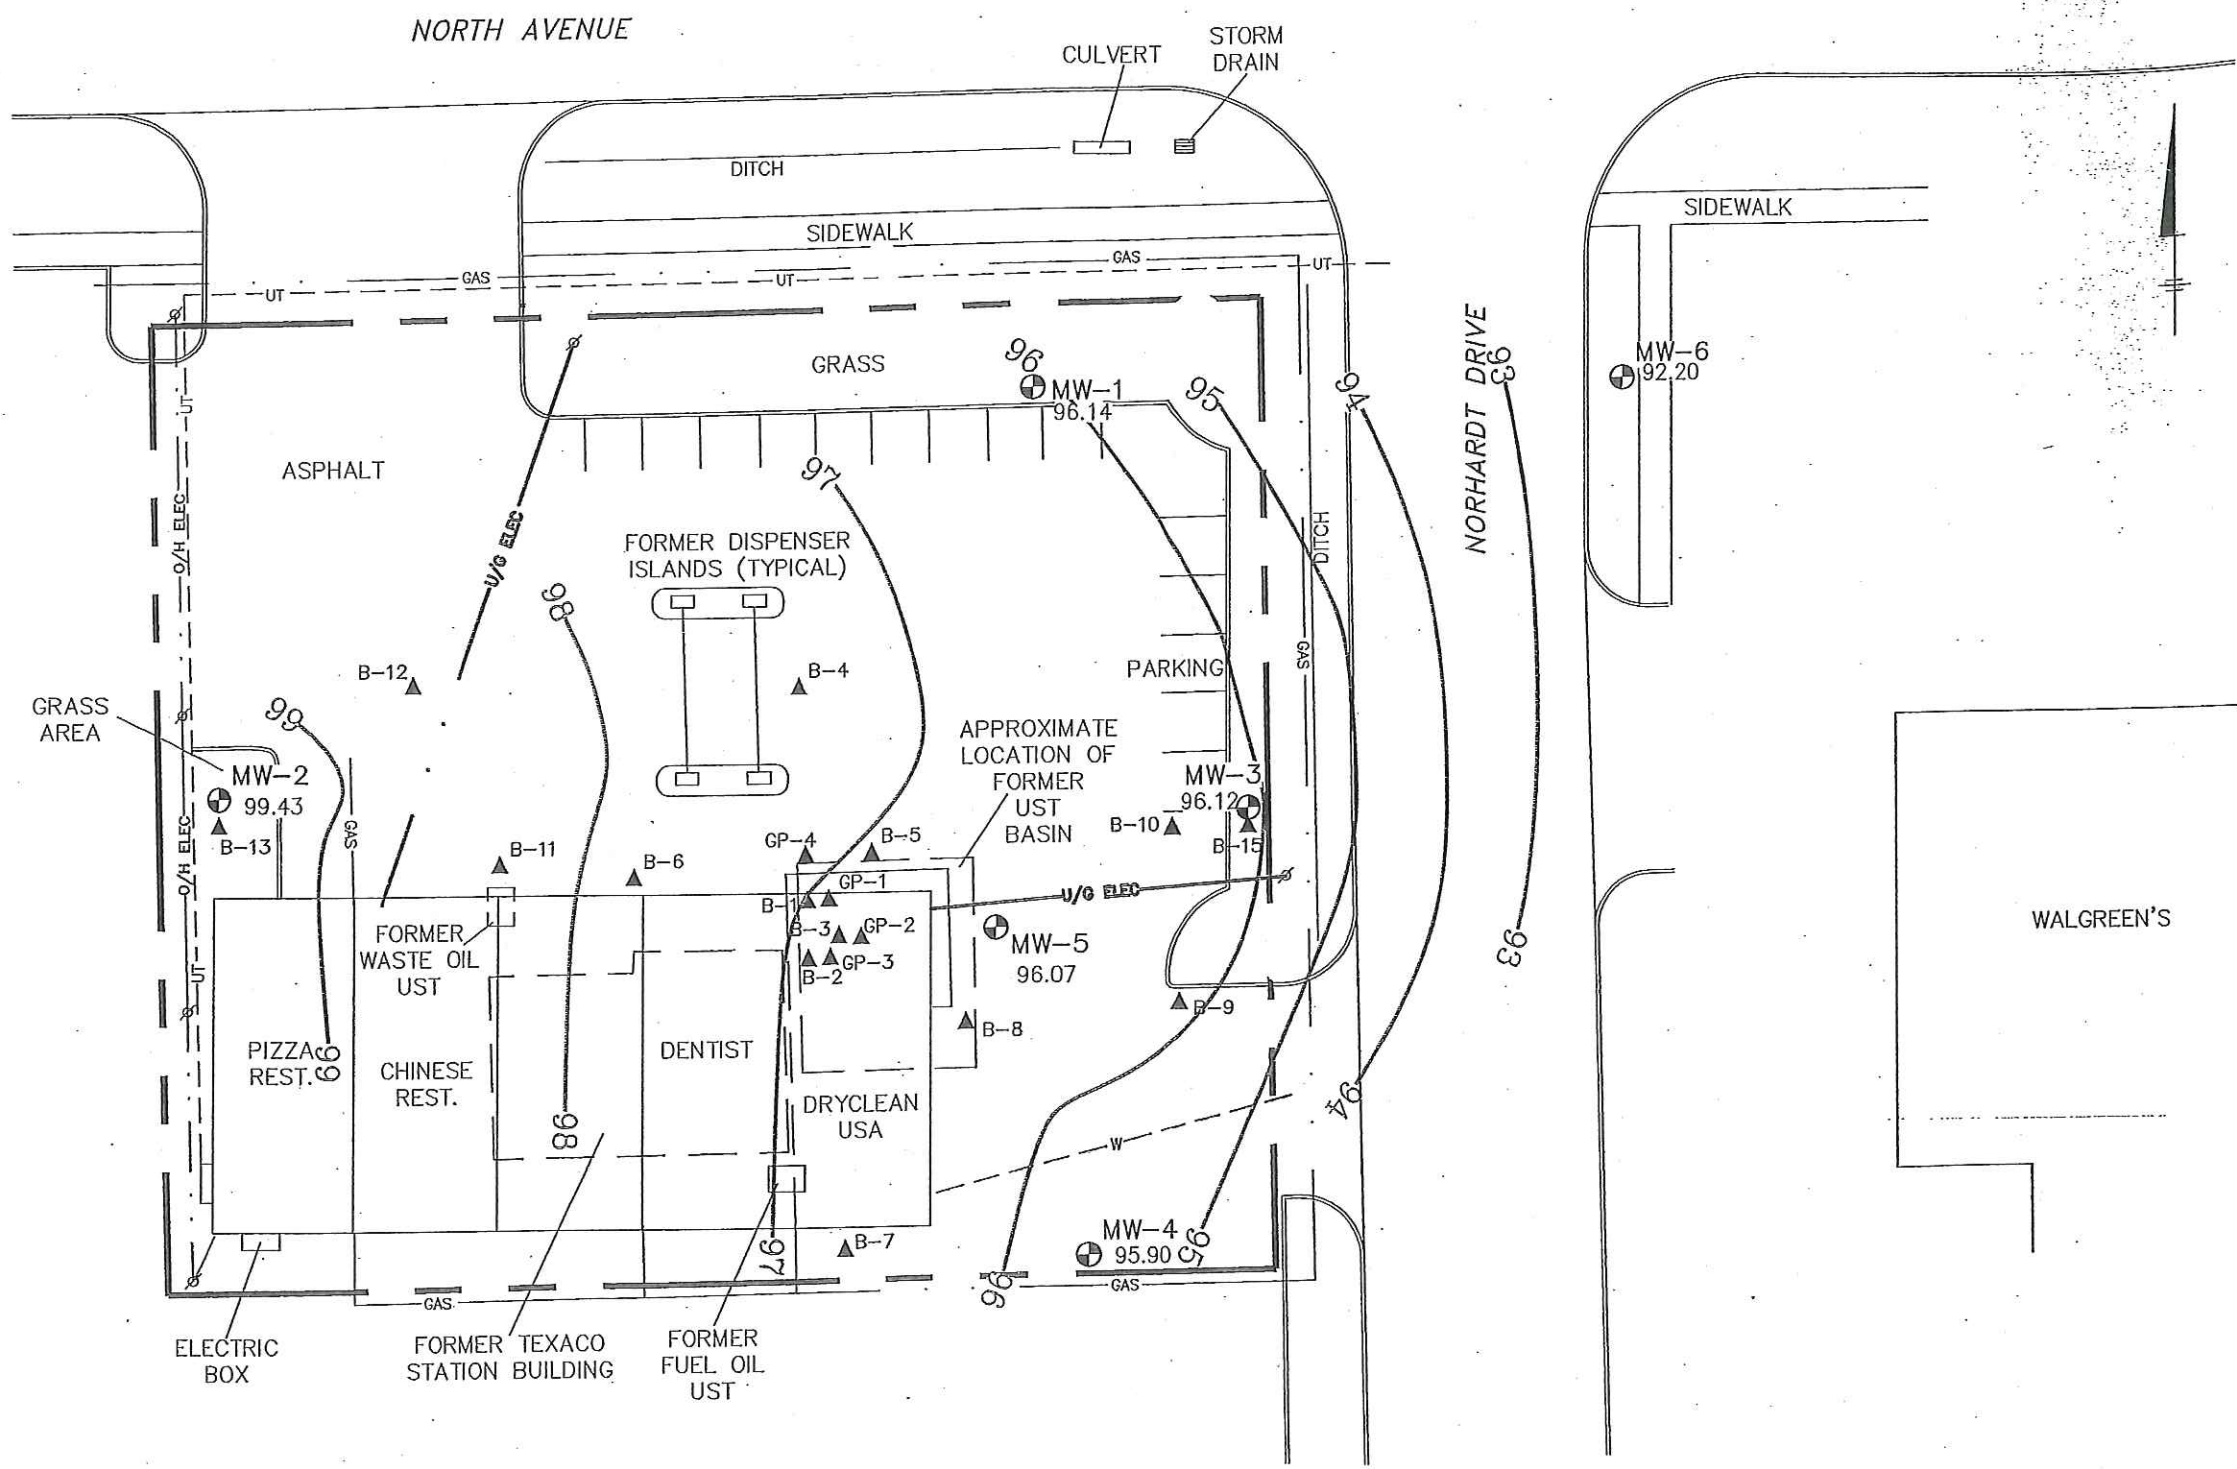 NORTH AVENUE
CULVERT
STORM
DRAIN
DITCH
SIDEWALK
SIDEWALK
GAS
GAS
UT
UT
UT
GRASS
96
MW-1
96.14
95
94
NORHARDT DRIVE
93
MW-6
92.20
UT
ASPHALT
97
O/H ELEC
U/G ELEC
DITCH
FORMER DISPENSER
ISLANDS (TYPICAL)
98
GAS
B-12
B-4
PARKING
GRASS
AREA
99
APPROXIMATE
LOCATION OF
FORMER
UST
BASIN
MW-2
99.43
MW-3
96.12
GAS
O/H ELEC
B-13
B-11
B-6
GP-4
B-5
B-10
B-15
B-1
GP-1
U/G ELEC
FORMER
WASTE OIL
UST
B-3
GP-2
B-2
GP-3
MW-5
96.07
WALGREEN'S
93
UT
B-9
B-8
PIZZA
REST.
99
CHINESE
REST.
DENTIST
DRYCLEAN
USA
98
94
W
MW-4
95.90
95
B-7
97
96
GAS
GAS
ELECTRIC
BOX
FORMER TEXACO
STATION BUILDING
FORMER
FUEL OIL
UST